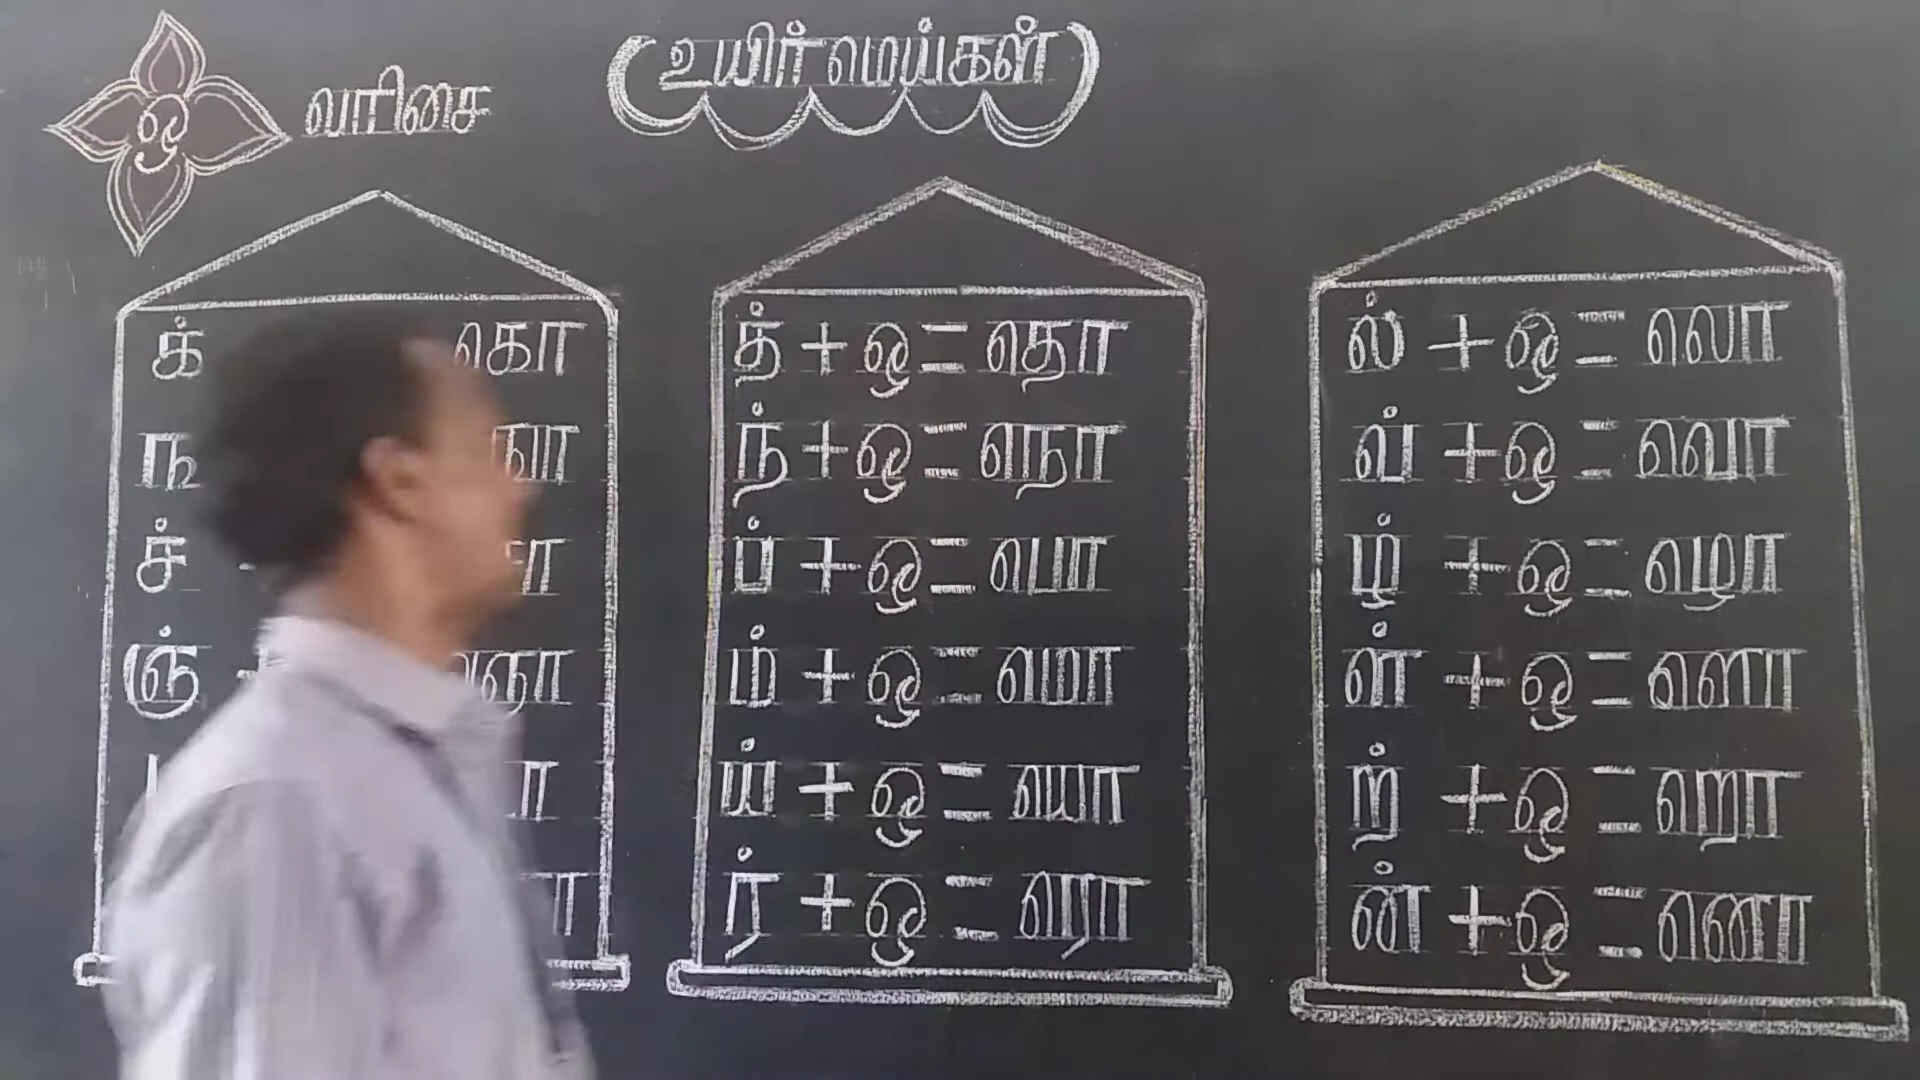 ஒ வரிசை
உயிர்மெய்கள்
க் கொ
ச்
ஞ்
த் + ஒ = தொ
ந் + ஒ = நொ
ப் + ஒ = பொ
ம் + ஒ = மொ
ய் + ஒ = யொ
ர் + ஒ = ரொ
ல் + ஒ = லொ
வ் + ஒ = வொ
ழ் + ஒ = ழொ
ள் + ஒ = ளொ
ற் + ஒ = றொ
ன் + ஒ = னொ